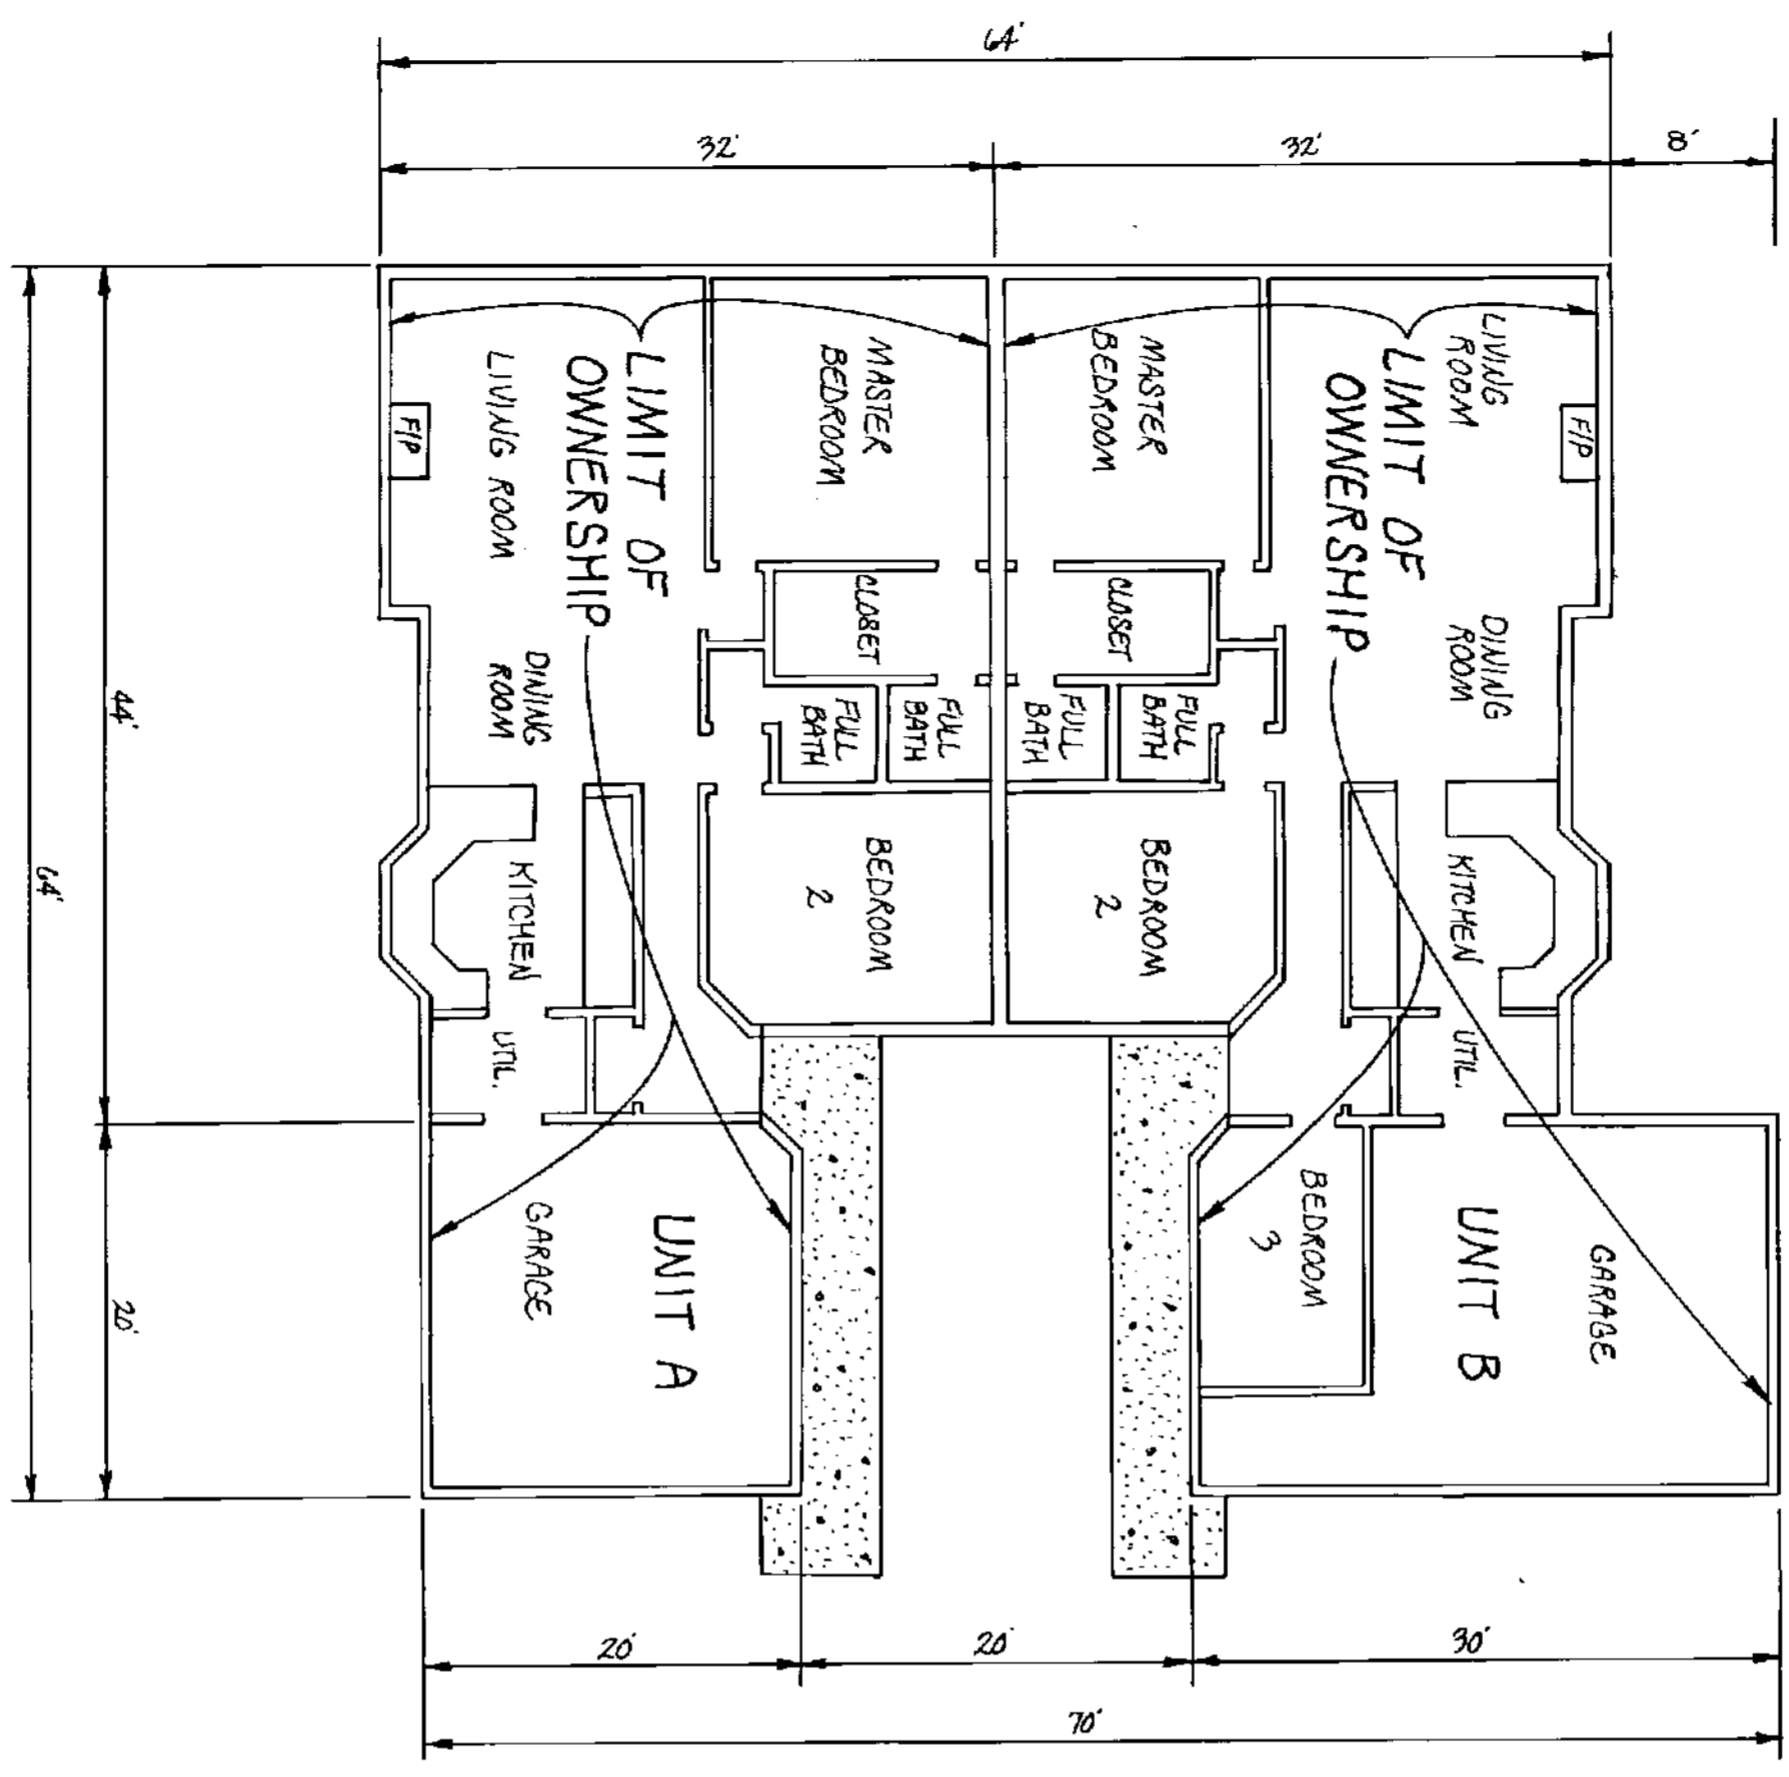 64'
32'
32'
8'
LIVING ROOM
F/P
LIMIT OF
OWNERSHIP
MASTER
BEDROOM
MASTER
BEDROOM
LIMIT OF
OWNERSHIP
LIVING
ROOM
F/P
DINING
ROOM
CLOSET
FULL
BATH
FULL
BATH
CLOSET
FULL
BATH
FULL
BATH
DINING
ROOM
44'
64'
KITCHEN
BEDROOM
2
BEDROOM
2
KITCHEN
UTIL.
UTIL.
GARAGE
UNIT A
BEDROOM
3
UNIT B
GARAGE
20'
20'
20'
30'
70'